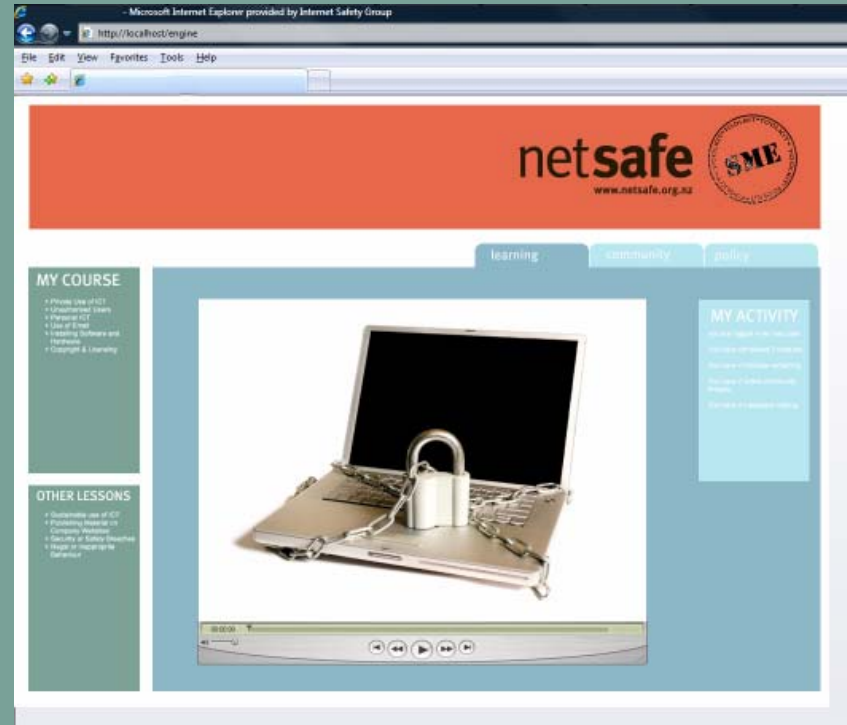 - Microsoft Internet Explorer provided by Internet Safety Group
http://localhost/engine
File Edit View Favorites Tools Help
netsafe
www.netsafe.org.nz
SME
learning community policy
MY COURSE
Private Use of ICT
Unauthorised Users
Personal ICT
Use of Email
Installing Software and
Hardware
Copyright & Licensing
MY ACTIVITY
OTHER LESSONS
Sustainable use of ICT
Publishing Material on
Company Websites
Security or Safety Breaches
Illegal or Inappropriate
Behaviour
00:00:00